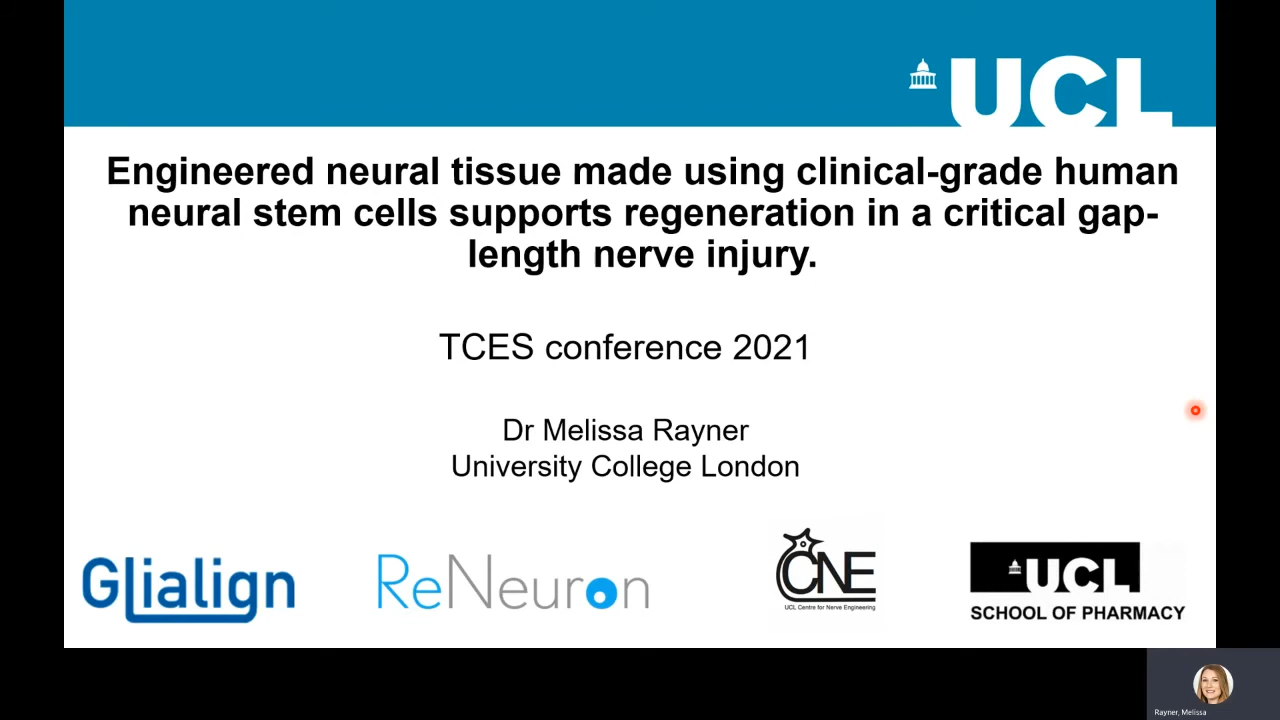 UCL
Engineered neural tissue made using clinical-grade human
neural stem cells supports regeneration in a critical gap-
length nerve injury.
TCES conference 2021
Dr Melissa Rayner
University College London
Glialign
ReNeuron
CNE
UCL Centre for Nerve Engineering
UCL
SCHOOL OF PHARMACY
Rayner, Melissa